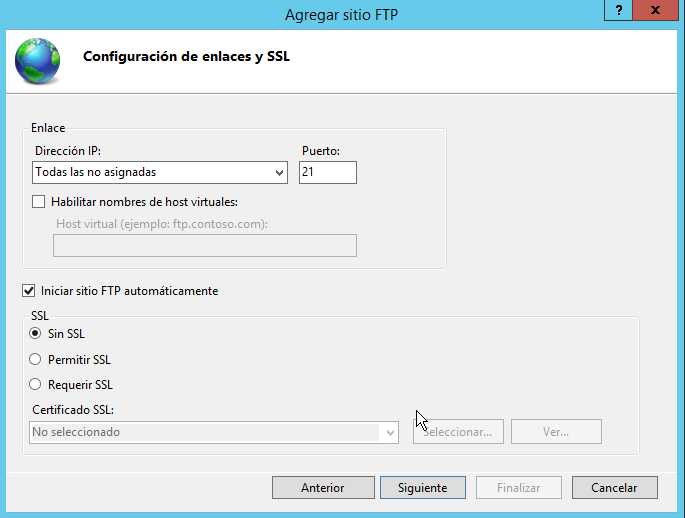 Agregar sitio FTP
? x
Configuración de enlaces y SSL
Enlace
Dirección IP: Puerto:
Todas las no asignadas 21
Habilitar nombres de host virtuales:
Host virtual (ejemplo: ftp.contoso.com):
Iniciar sitio FTP automáticamente
SSL
Sin SSL
Permitir SSL
Requerir SSL
Certificado SSL:
No seleccionado Seleccionar... Ver...
Anterior Siguiente Finalizar Cancelar